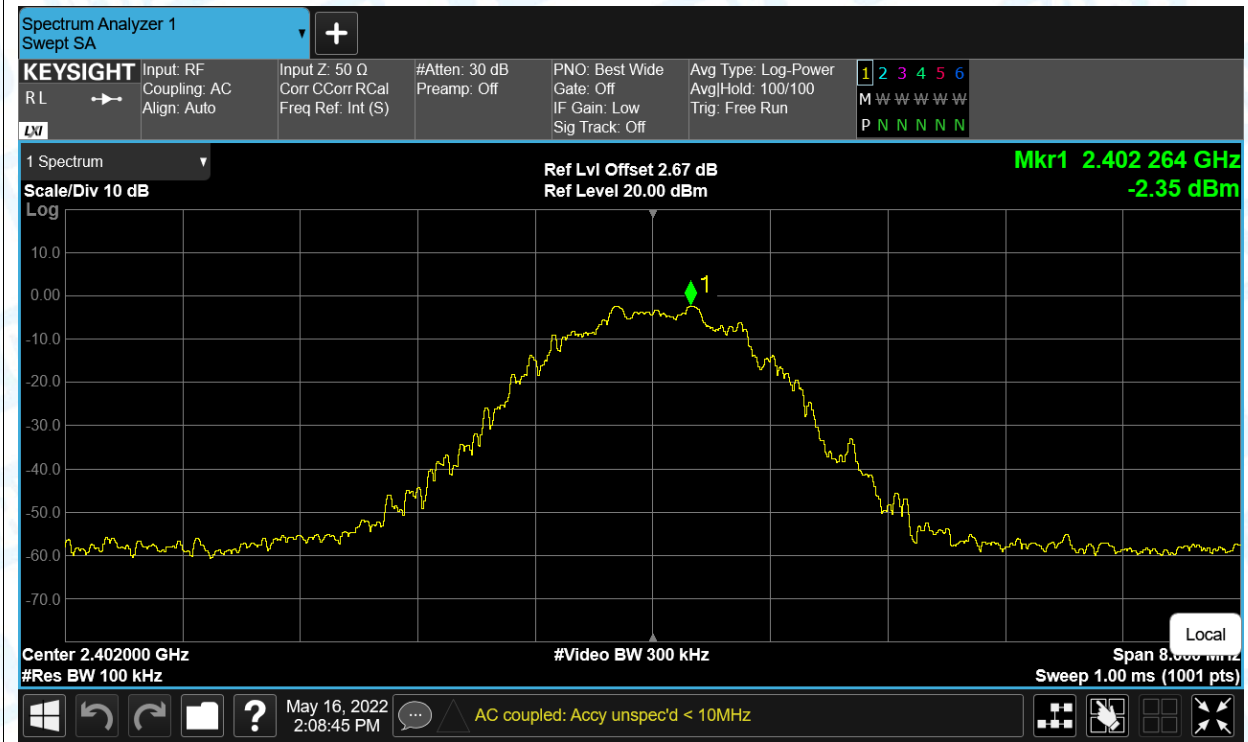 Spectrum Analyzer 1
Swept SA
KEYSIGHT
R L
LXI
Input: RF
Coupling: AC
Align: Auto
Input Z: 50 Ω
Corr CCorr RCal
Freq Ref: Int (S)
#Atten: 30 dB
Preamp: Off
PNO: Best Wide
Gate: Off
IF Gain: Low
Sig Track: Off
Avg Type: Log-Power
Avg|Hold: 100/100
Trig: Free Run
1 2 3 4 5 6
M W W W W W W
P N N N N N
1 Spectrum
Scale/Div 10 dB
Log
Ref Lvl Offset 2.67 dB
Ref Level 20.00 dBm
Mkr1 2.402 264 GHz
-2.35 dBm
1
10.0
0.00
-10.0
-20.0
-30.0
-40.0
-50.0
-60.0
-70.0
Local
Center 2.402000 GHz
#Video BW 300 kHz
Span
#Res BW 100 kHz
Sweep 1.00 ms (1001 pts)
?
May 16, 2022
2:08:45 PM
AC coupled: Accy unspec'd < 10MHz